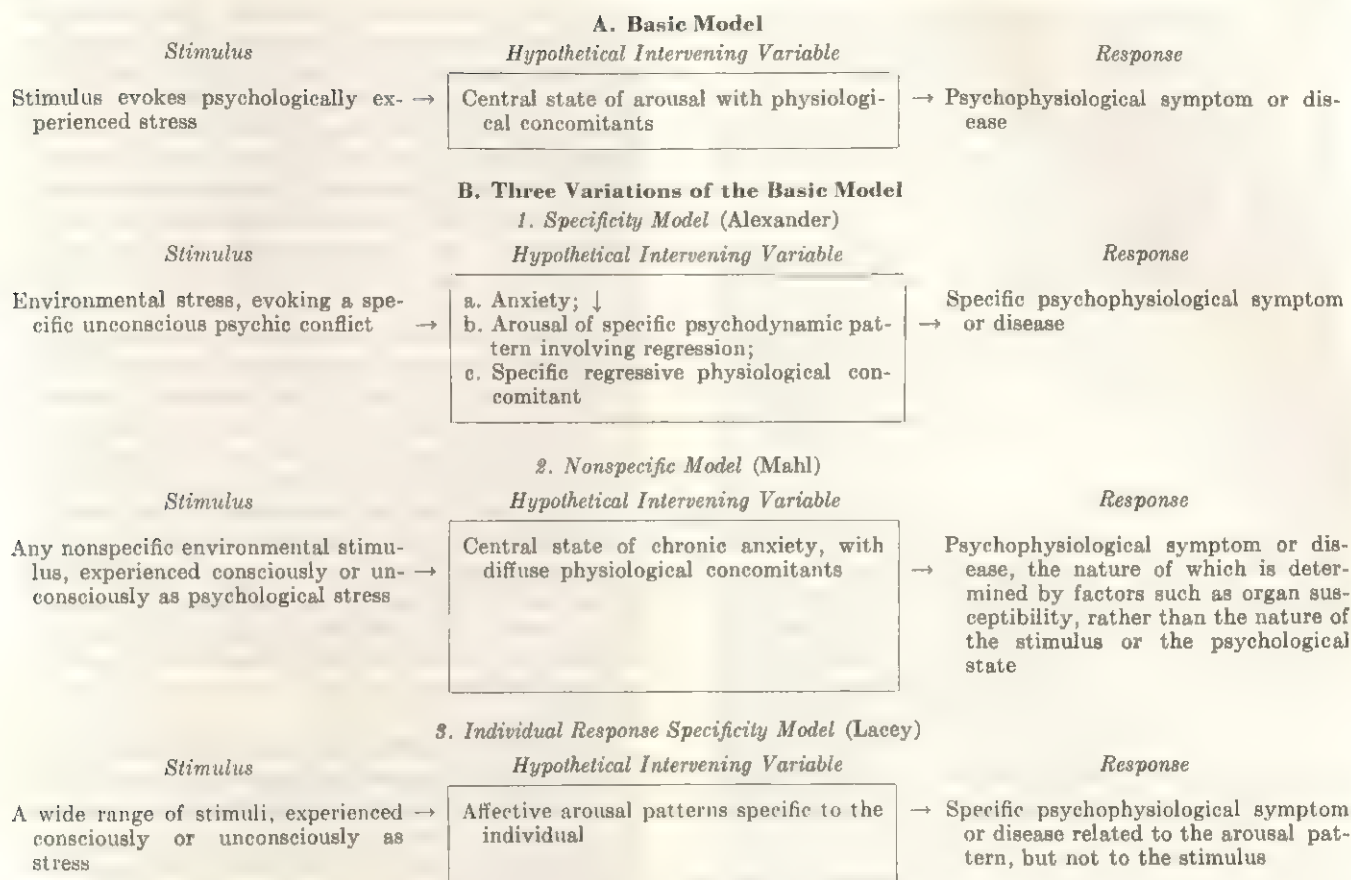 A. Basic Model
Stimulus
Hypothetical Intervening Variable
Response
Stimulus evokes psychologically ex- →
perienced stress
Central state of arousal with physiologi-
cal concomitants
→ Psychophysiological symptom or dis-
ease
B. Three Variations of the Basic Model
1. Specificity Model (Alexander)
Stimulus
Hypothetical Intervening Variable
Response
Environmental stress, evoking a spe-
cific unconscious psychic conflict →
a. Anxiety; ↓
b. Arousal of specific psychodynamic pat-
tern involving regression;
c. Specific regressive physiological con-
comitant
Specific psychophysiological symptom
→ or disease
2. Nonspecific Model (Mahl)
Stimulus
Hypothetical Intervening Variable
Response
Any nonspecific environmental stimu-
lus, experienced consciously or un- →
consciously as psychological stress
Central state of chronic anxiety, with
diffuse physiological concomitants
Psychophysiological symptom or dis-
→ ease, the nature of which is deter-
mined by factors such as organ sus-
ceptibility, rather than the nature of
the stimulus or the psychological
state
3. Individual Response Specificity Model (Lacey)
Stimulus
Hypothetical Intervening Variable
Response
A wide range of stimuli, experienced →
consciously or unconsciously as
stress
Affective arousal patterns specific to the
individual
→ Specific psychophysiological symptom
or disease related to the arousal pat-
tern, but not to the stimulus